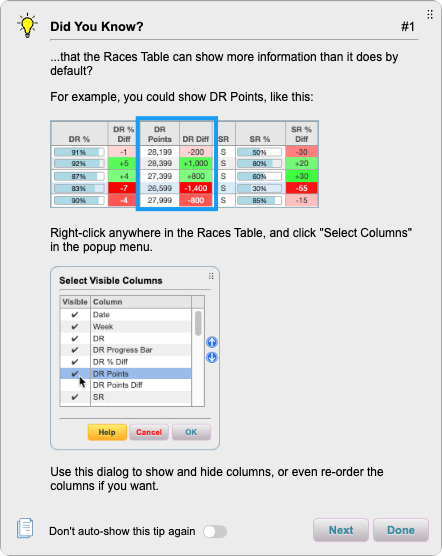 Did You Know?
#1
...that the Races Table can show more information than it does by
default?
For example, you could show DR Points, like this:
DR % DR % Diff DR Points DR Diff SR SR % SR % Diff
91% -1 28,199 -200 S 50% -30
92% +5 28,399 +1,000 S 80% +20
87% +4 27,399 +800 S 60% +30
83% -7 26,599 -1,400 S 30% -55
90% -4 27,999 -800 S 85% -15
Right-click anywhere in the Races Table, and click "Select Columns"
in the popup menu.
Select Visible Columns
Visible Column
✔ Date
✔ Week
✔ DR
✔ DR Progress Bar
✔ DR % Diff
✔ DR Points
DR Points Diff
✔ SR
Help Cancel OK
Use this dialog to show and hide columns, or even re-order the
columns if you want.
Don't auto-show this tip again
Next Done